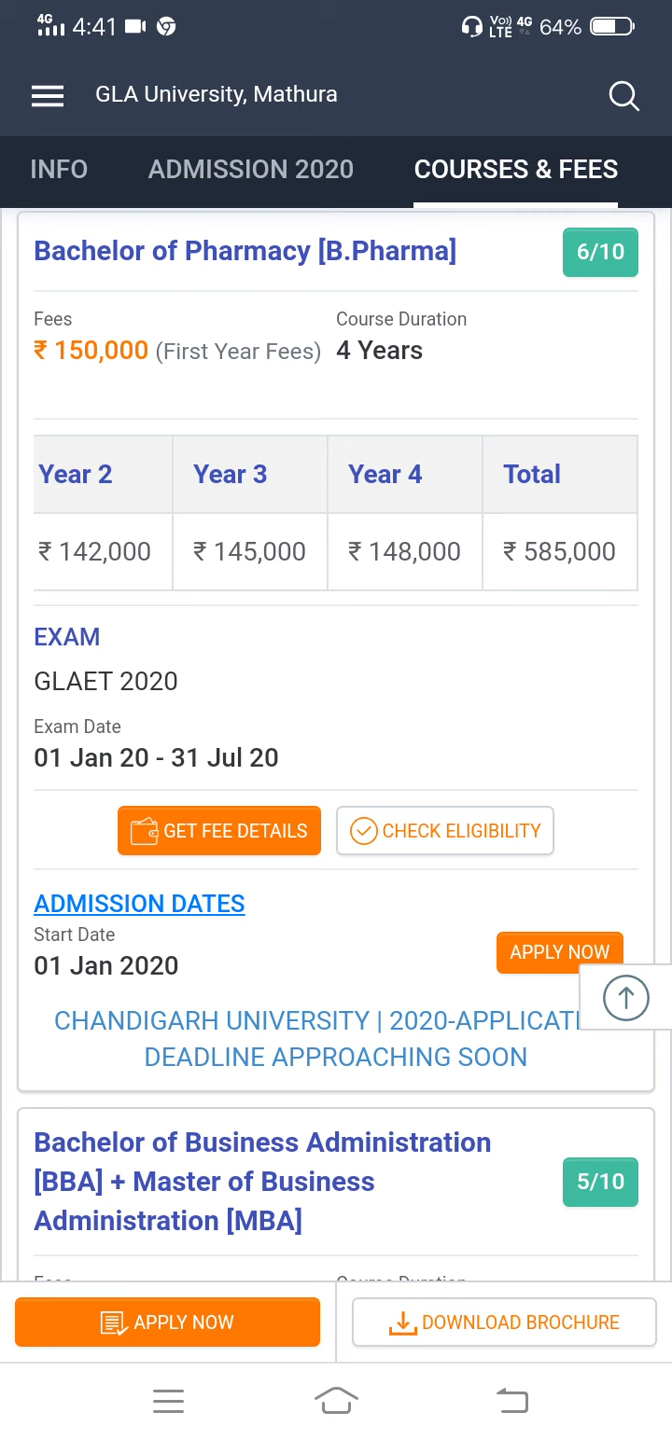 4G 4:41 Vo)) LTE 4G 64%
GLA University, Mathura
INFO ADMISSION 2020 COURSES & FEES
Bachelor of Pharmacy [B.Pharma] 6/10
Fees Course Duration
₹ 150,000 (First Year Fees) 4 Years
Year 2 Year 3 Year 4 Total
₹ 142,000 ₹ 145,000 ₹ 148,000 ₹ 585,000
EXAM
GLAET 2020
Exam Date
01 Jan 20 - 31 Jul 20
GET FEE DETAILS CHECK ELIGIBILITY
ADMISSION DATES
Start Date
01 Jan 2020
APPLY NOW
CHANDIGARH UNIVERSITY | 2020-APPLICATI
DEADLINE APPROACHING SOON
Bachelor of Business Administration
[BBA] + Master of Business
Administration [MBA]
5/10
Fees Course Duration
APPLY NOW DOWNLOAD BROCHURE